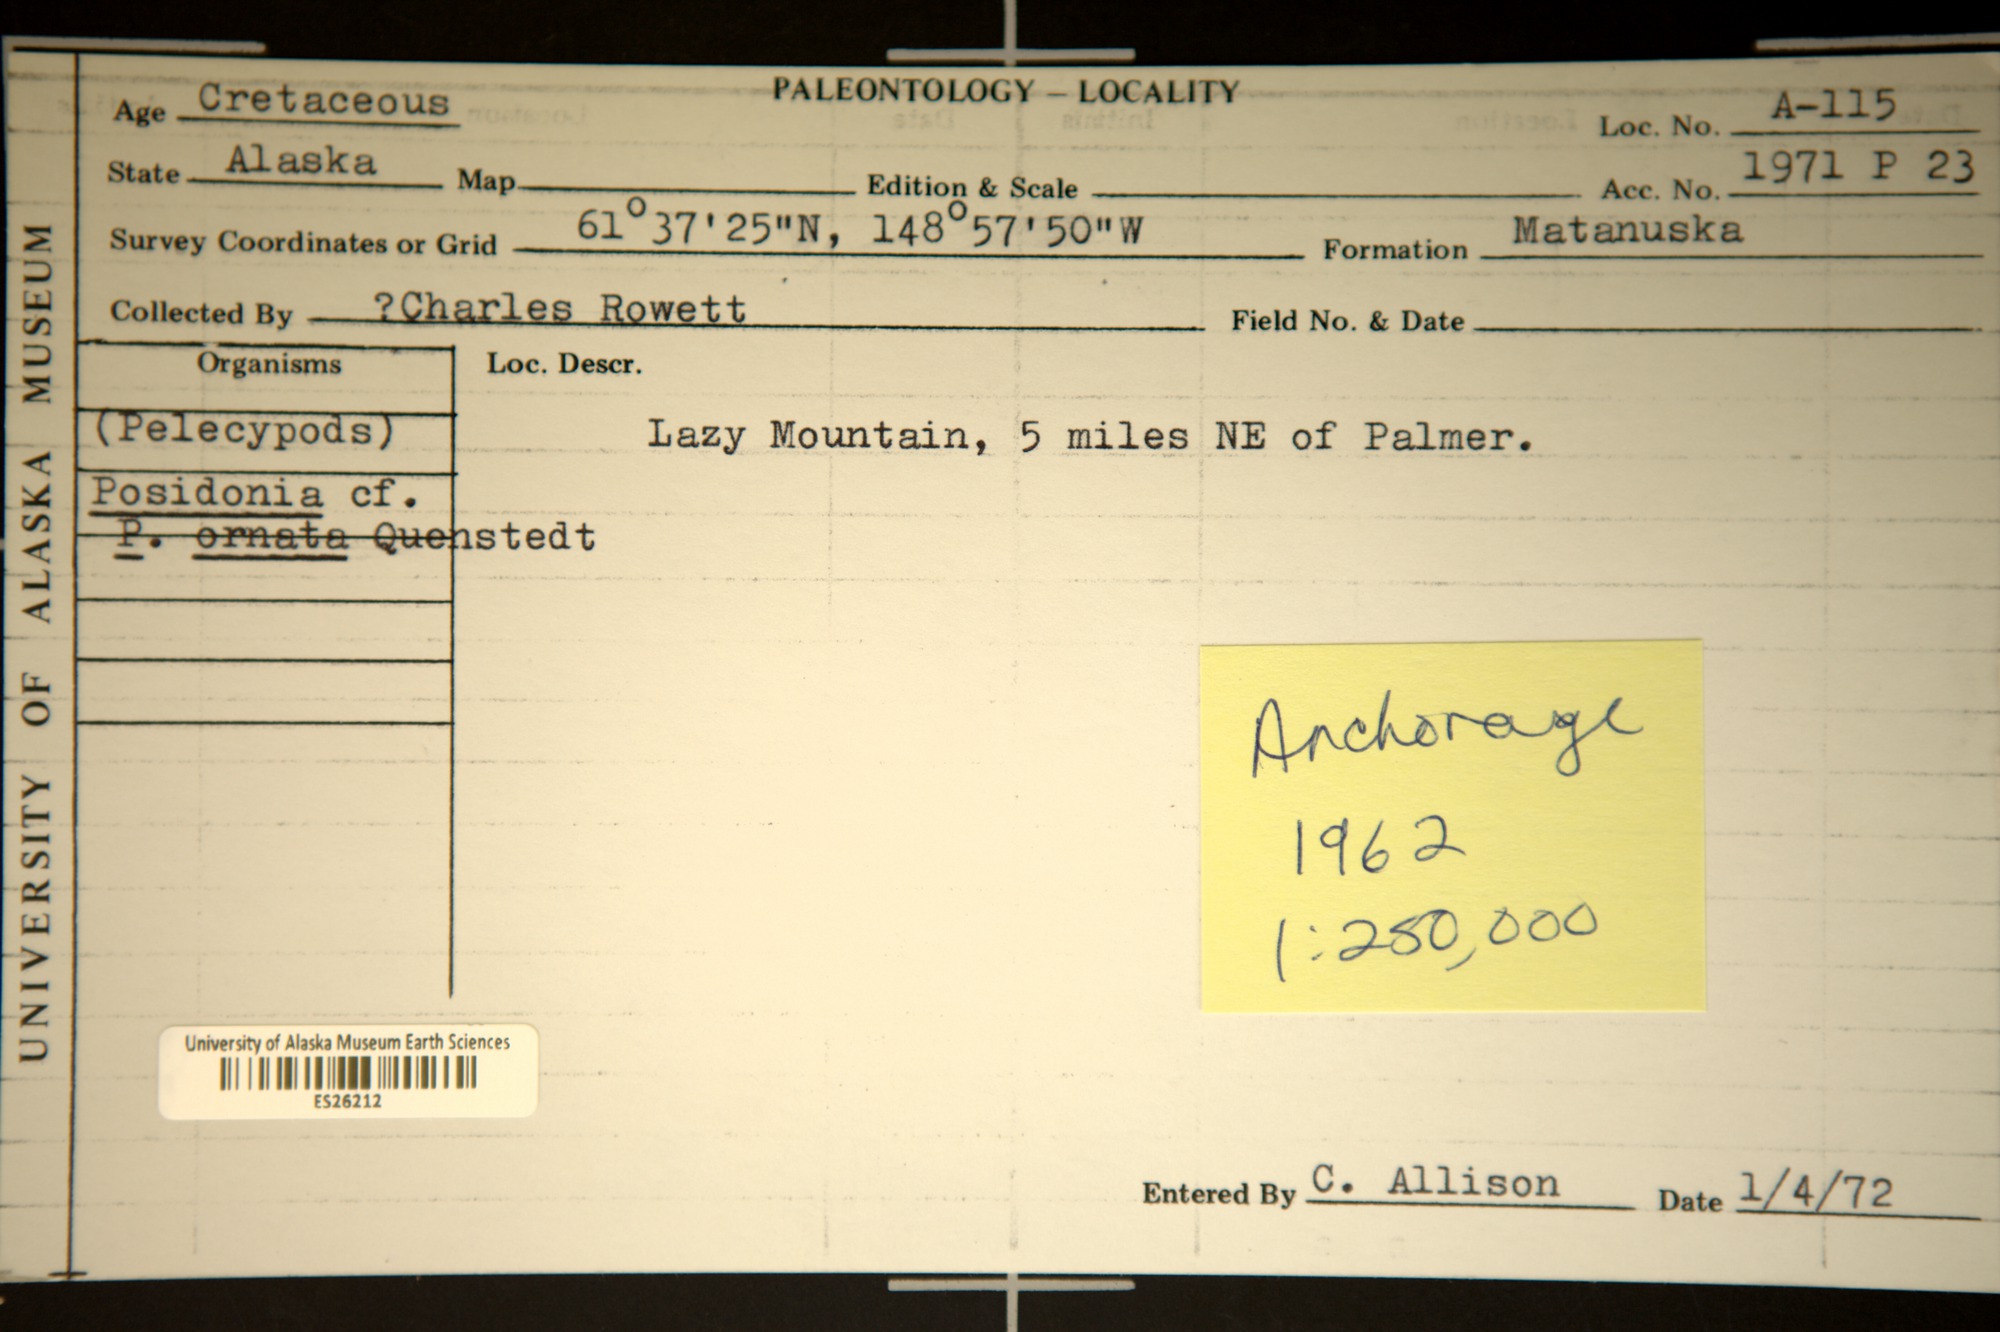 PALEONTOLOGY – LOCALITY
Age Cretaceous
Loc. No. A-115
State Alaska Map Edition & Scale Acc. No. 1971 P 23
Survey Coordinates or Grid 61°37'25"N, 148°57'50"W Formation Matanuska
Collected By ?Charles Rowett Field No. & Date
Organisms
Loc. Descr.
(Pelecypods)
Lazy Mountain, 5 miles NE of Palmer.
Posidonia cf.
P. ornata Quenstedt
Anchorage
1962
1:250,000
University of Alaska Museum Earth Sciences
ES26212
Entered By C. Allison Date 1/4/72
UNIVERSITY OF ALASKA MUSEUM